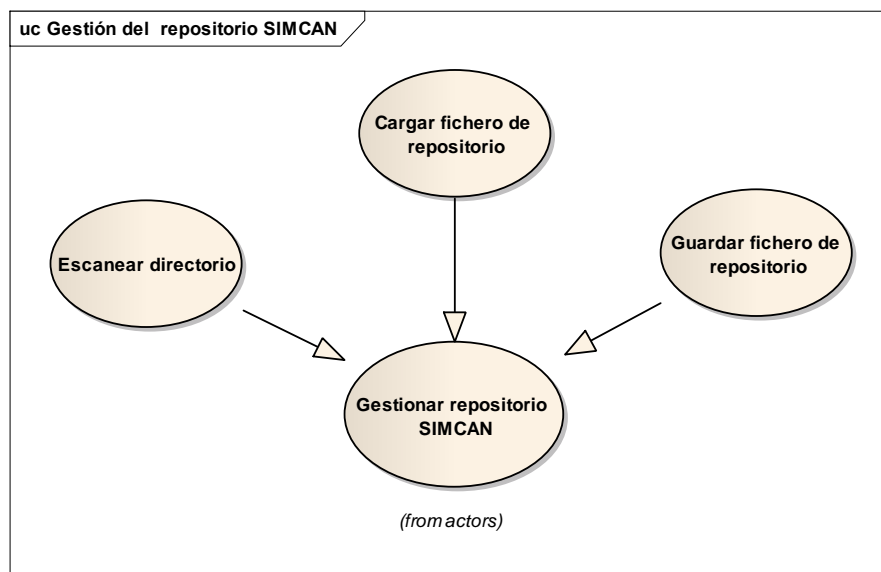 uc Gestión del  repositorio SIMCAN
Cargar fichero de
repositorio
Escanear directorio
Guardar fichero de
repositorio
Gestionar repositorio
SIMCAN
(from actors)